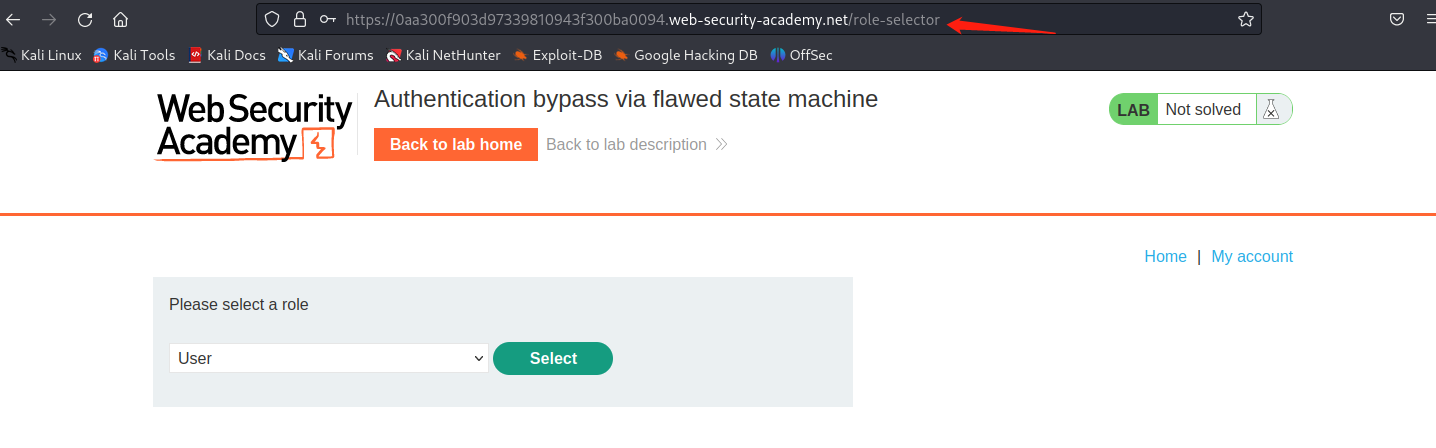 https://0aa300f903d97339810943f300ba0094.web-security-academy.net/role-selector
Kali Linux Kali Tools Kali Docs Kali Forums Kali NetHunter Exploit-DB Google Hacking DB OffSec
Web Security
Academy
Authentication bypass via flawed state machine
Back to lab home Back to lab description
LAB Not solved
Home | My account
Please select a role
User Select